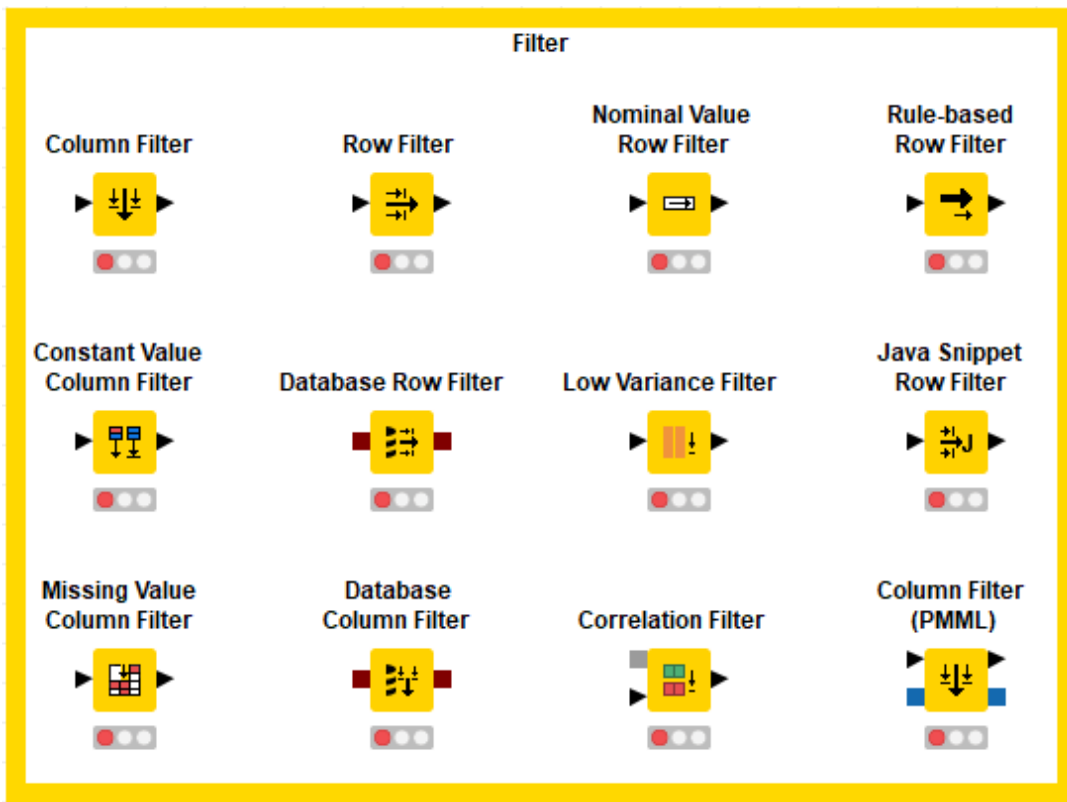 Filter
Column Filter
Row Filter
Nominal Value
Row Filter
Rule-based
Row Filter
Constant Value
Column Filter
Database Row Filter
Low Variance Filter
Java Snippet
Row Filter
J
Missing Value
Column Filter
Database
Column Filter
Correlation Filter
Column Filter
(PMML)